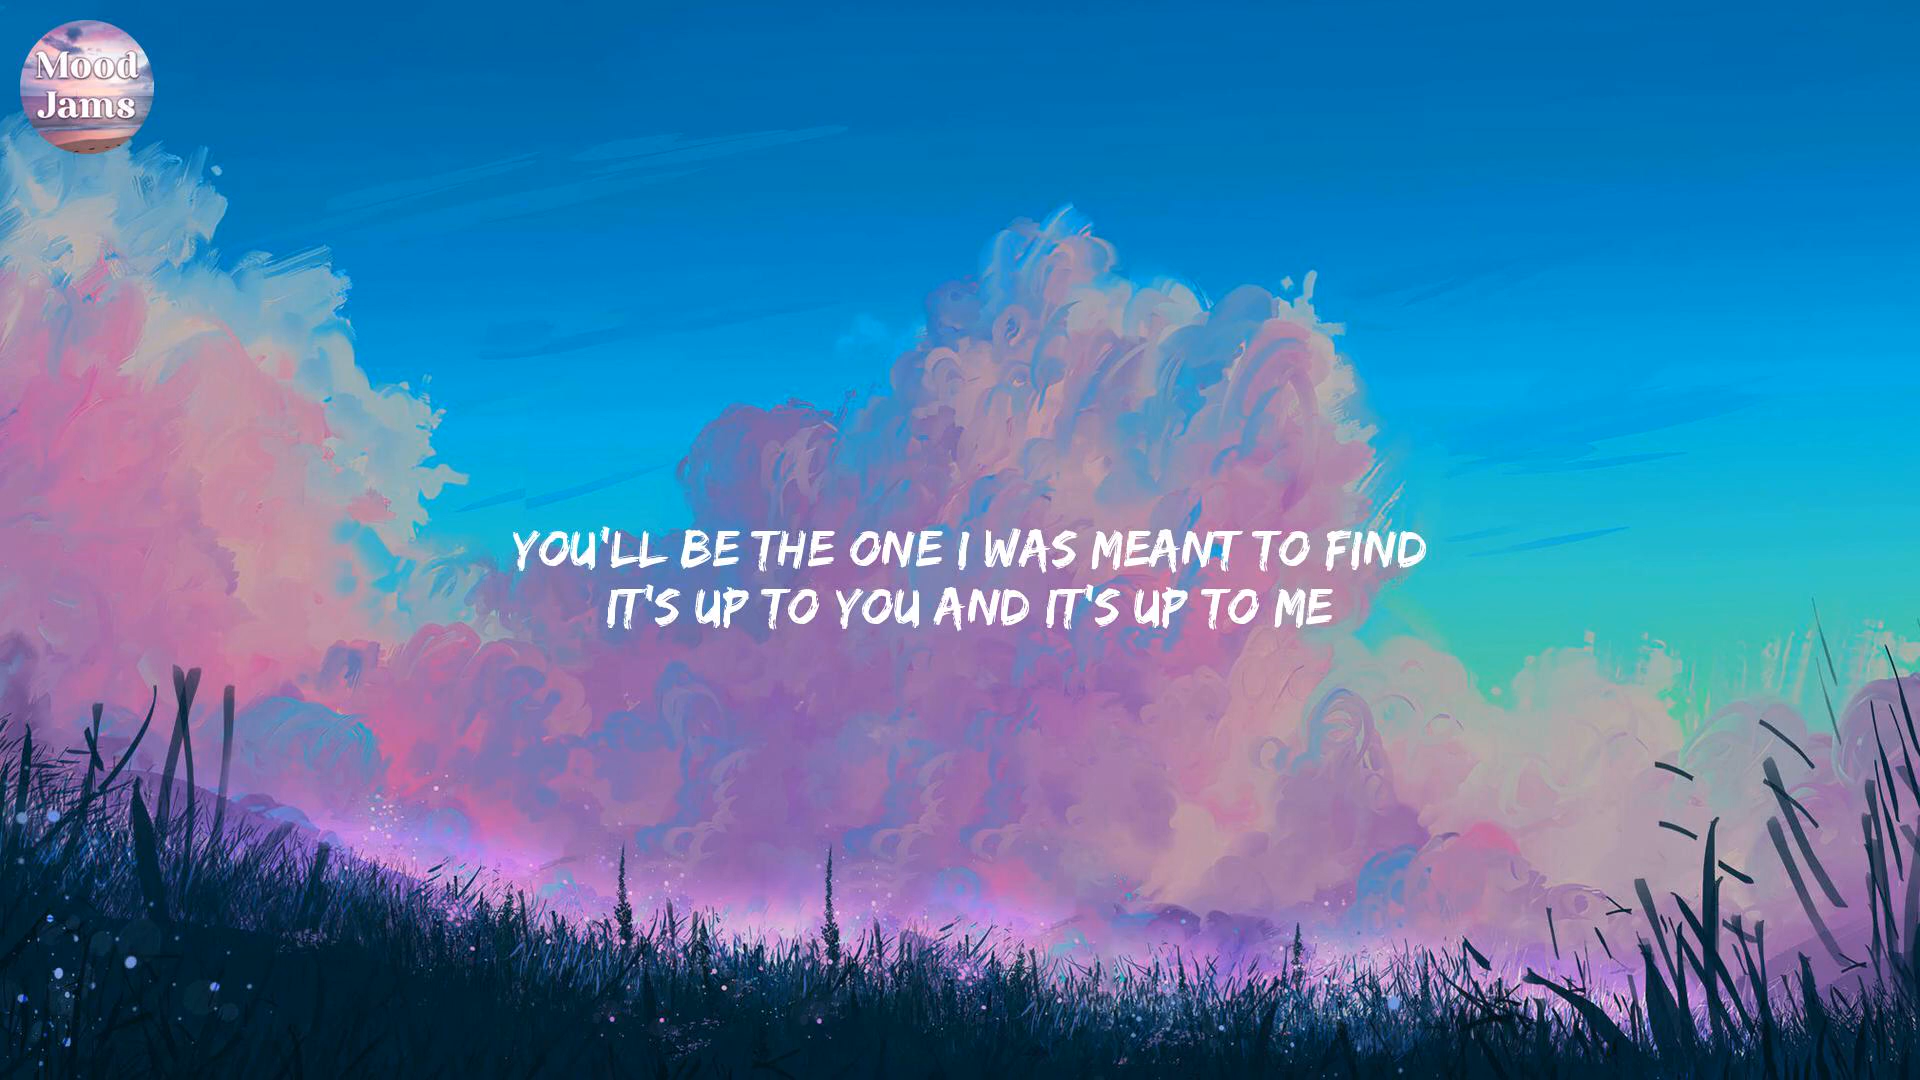 Mood
Jams
YOU'LL BE THE ONE I WAS MEANT TO FIND
IT'S UP TO YOU AND IT'S UP TO ME